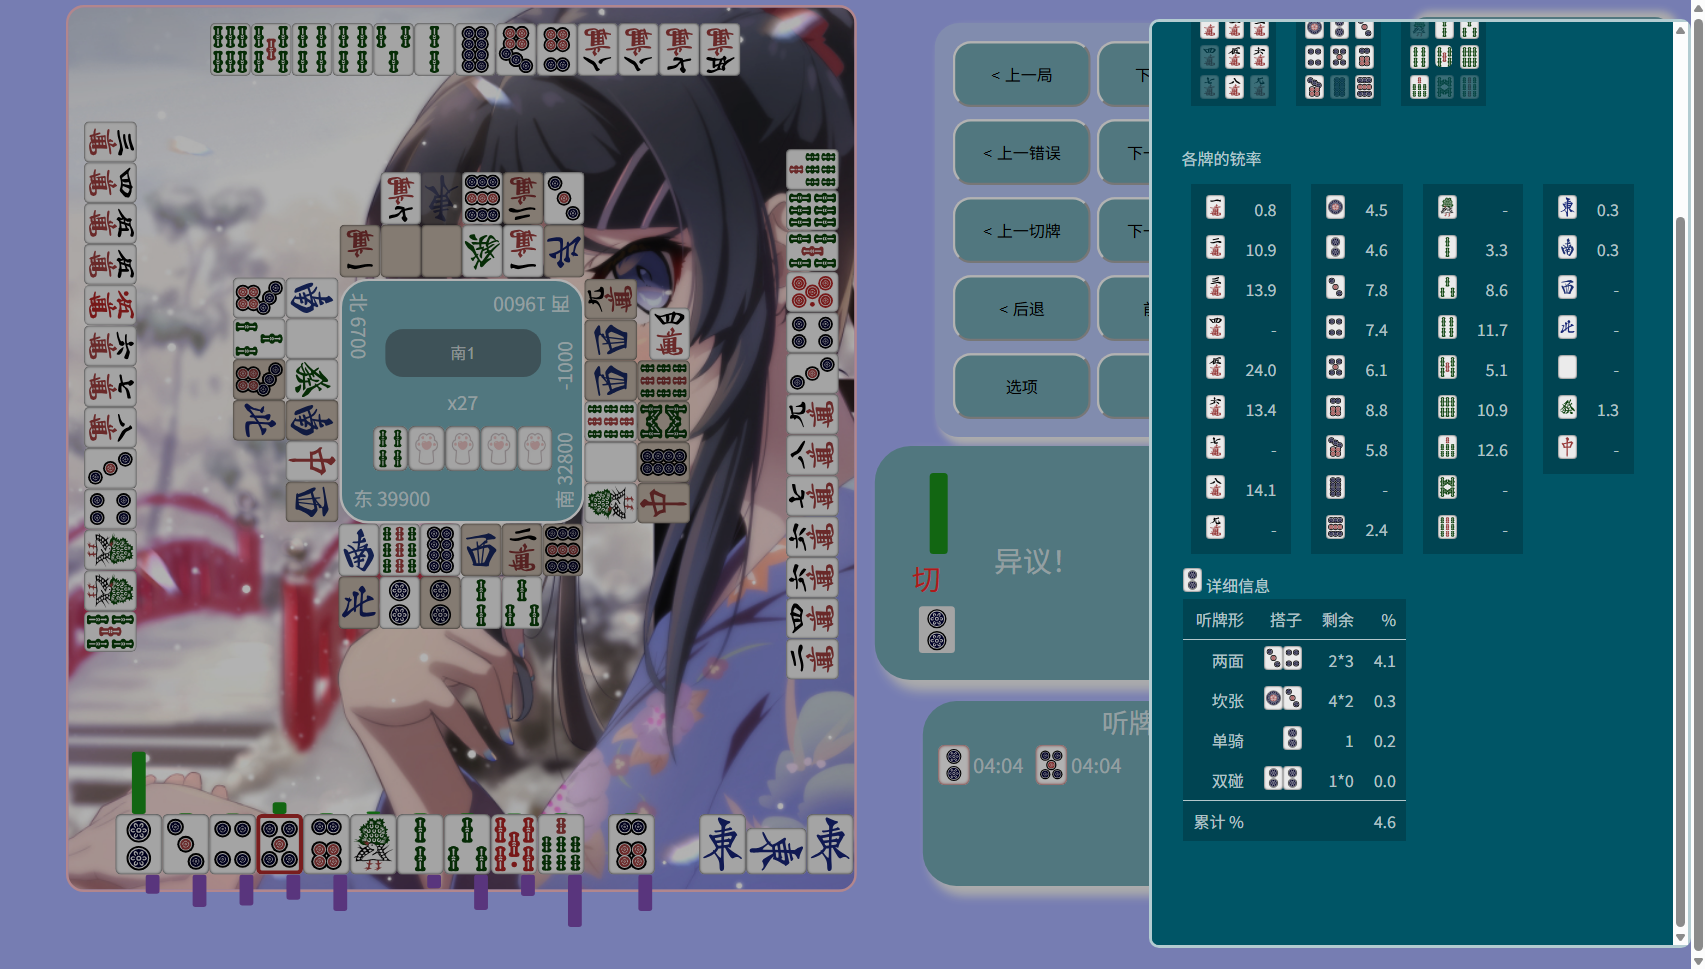 < 上一局
下
< 上一错误
下一
< 上一切牌
下一
< 后退
前
选项
北 6700
西 19600
南1
-1000
x27
南 32800
东 39900
切
异议!
听牌
04:04
04:04
各牌的铳率
0.8
10.9
13.9
-
24.0
13.4
-
14.1
-
4.5
4.6
7.8
7.4
6.1
8.8
5.8
-
2.4
-
3.3
8.6
11.7
5.1
10.9
12.6
-
-
0.3
0.3
-
-
-
1.3
-
详细信息
听牌形 搭子 剩余 %
两面 2*3 4.1
坎张 4*2 0.3
单骑 1 0.2
双碰 1*0 0.0
累计 % 4.6